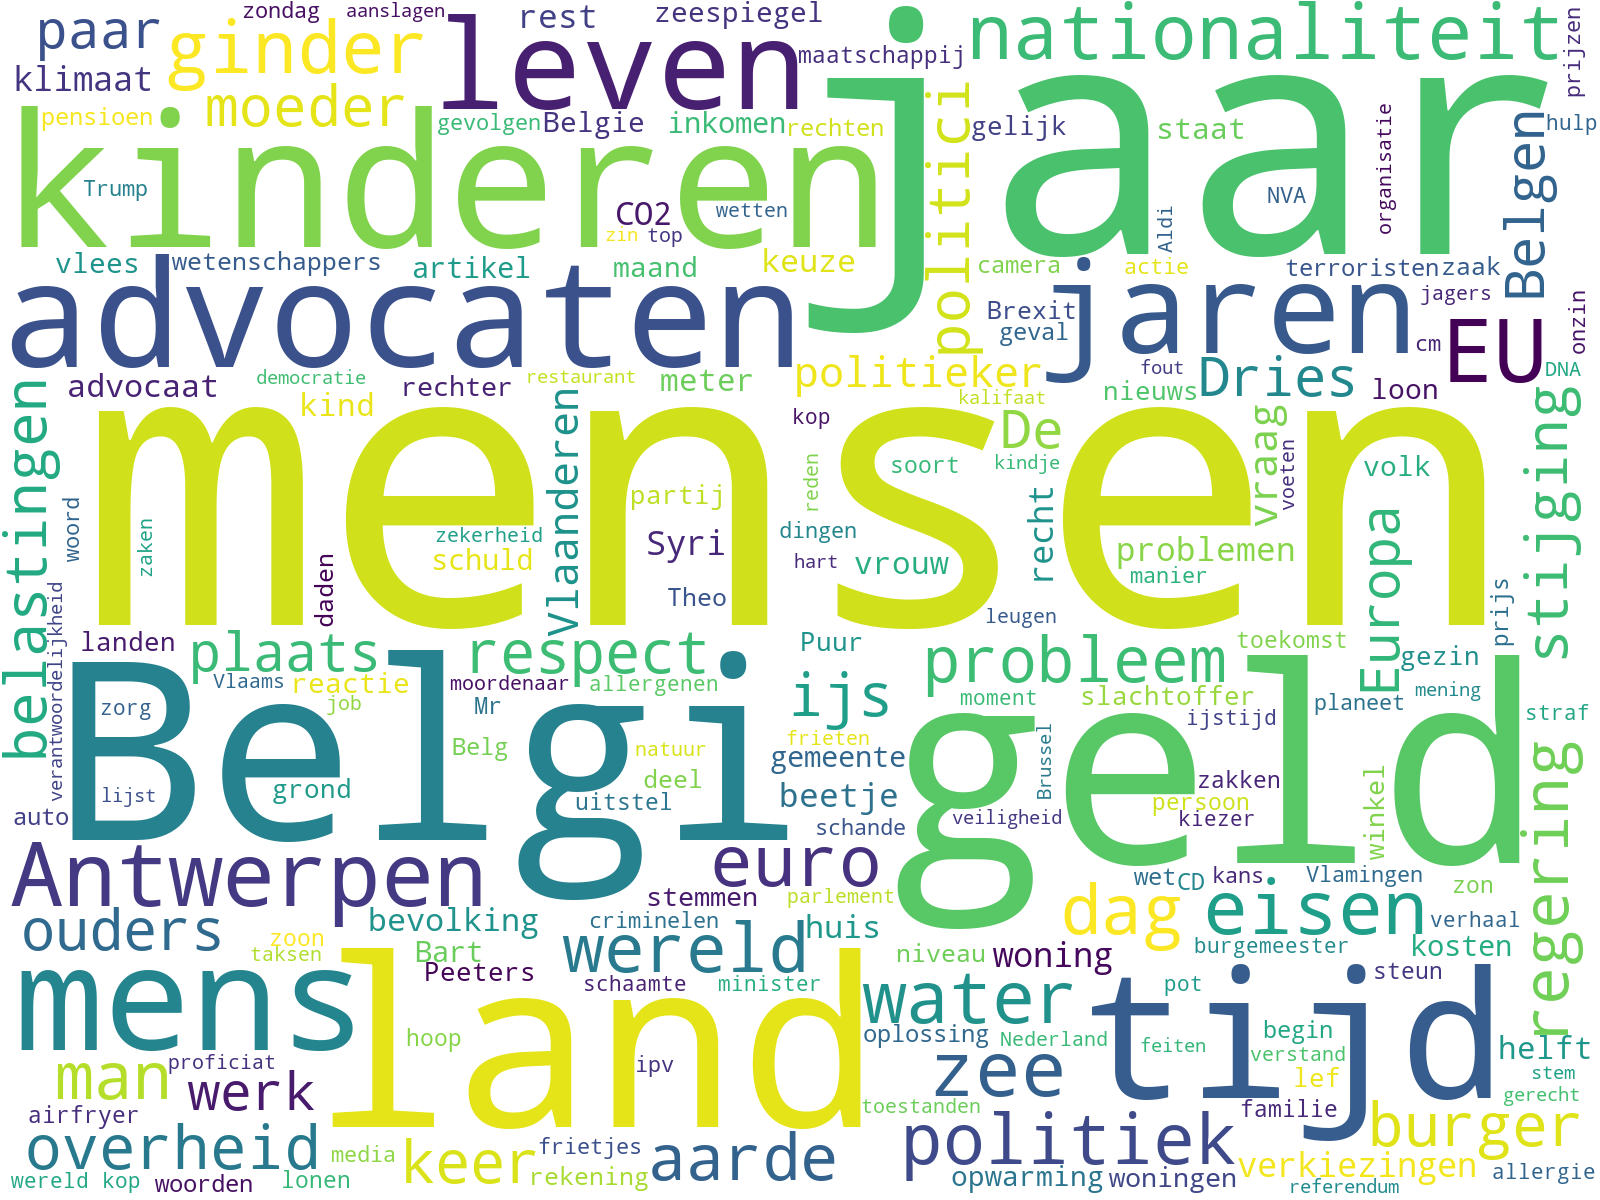 zondag
aanslagen
rest
zeespiegel
paar
ginder
leven
maatschappij
nationaliteit
prijzen
klimaat
moeder
jaar
pensioen
gevolgen
Belgie
inkomen
rechten
politici
gelijk
staat
organisatie
Belgen
hulp
kinderen
Trump
CO2
wetten
NVA
zin
top
Aldi
vlees
wetenschappers
artikel
maand
keuze
camera
actie
terroristen
zaak
advocaten
jaren
jagers
Brexit
geval
onzin
EU
cm
advocaat
democratie
rechter
restaurant
meter
politieker
fout
nieuws
Dries
loon
DNA
kind
kalifaat
belastingen
mensen
vlaanderen
kop
De
vraag
voeten
volk
stijging
soort
kindje
reden
partij
woord
zaken
zekerheid
schuld
Syri
dingen
hart
vrouw
recht
problemen
manier
Europa
daden
Theo
leugen
prijs
verantwoordelijkheid
landen
plaats
respect
Puur
probleem
toekomst
gezin
Vlaams
reactie
moordenaar
allergenen
ijs
moment
slachtoffer
planeet
mening
zorg
job
Mr
ijstijd
straf
Belgi
geld
Belg
natuur
frieten
gemeente
Brussel
regering
grond
deel
zakken
lijst
uitstel
beetje
persoon
winkel
auto
schande
veiligheid
kiezer
Antwerpen
euro
stemmen
parlement
wet
CD
kans
Vlamingen
zon
ouders
bevolking
criminelen
huis
dag
eisen
verhaal
zoon
taksen
Bart
wereld
niveau
woning
burgemeester
kosten
mens
land
Peeters
schaamte
minister
water
pot
tijd
steun
hoop
oplossing
Nederland
feiten
begin
verstand
helft
man
proficiat
werk
ipv
zee
lef
stem
gerecht
airfryer
toestanden
familie
overheid
media
keer
frietjes
aarde
politiek
burger
wereld kop
woorden
lonen
rekening
opwarming
woningen
verkiezingen
referendum
allergie